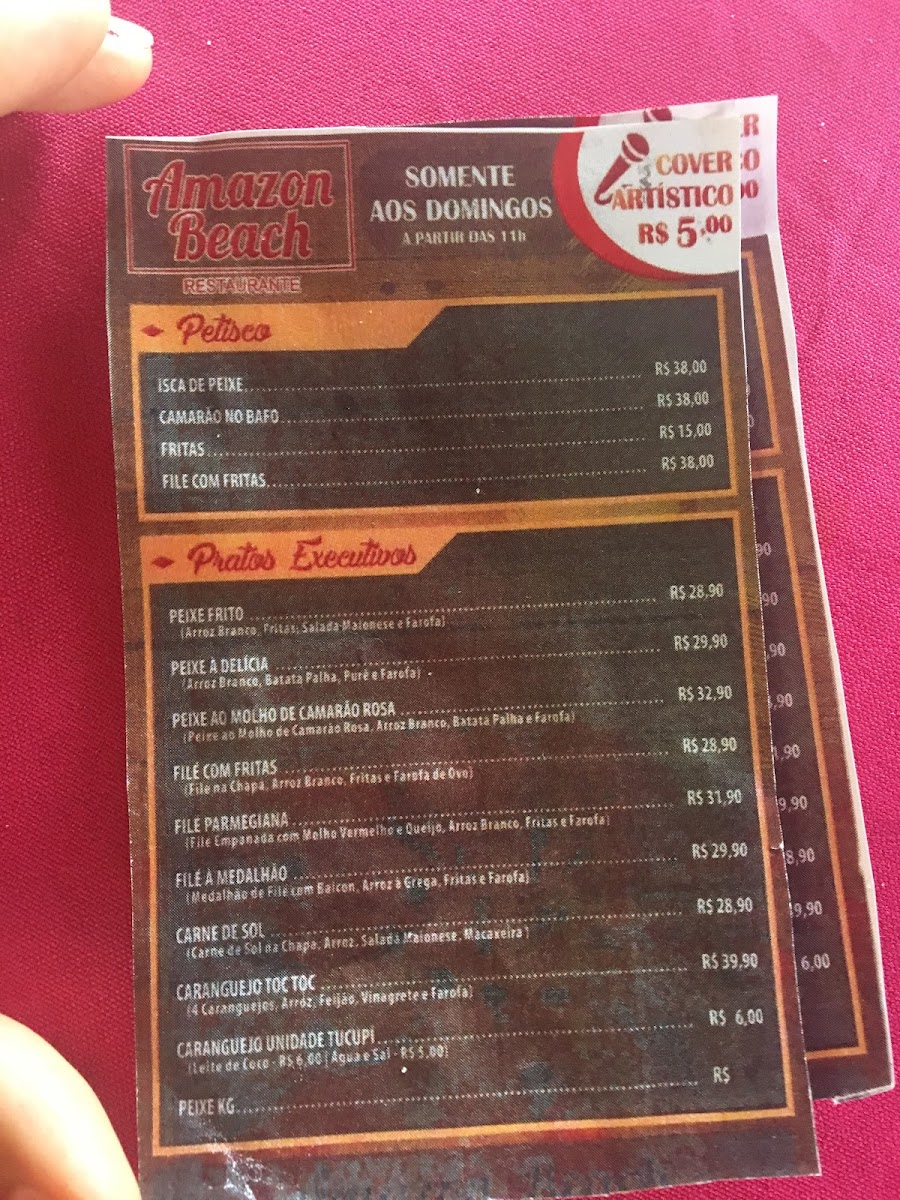 Amazon
Beach
RESTAURANTE
SOMENTE
AOS DOMINGOS
A PARTIR DAS 11h
COVER
ARTÍSTICO
R$ 5,00
Petisco
ISCA DE PEIXE R$ 38,00
CAMARÃO NO BAFO R$ 38,00
FRITAS R$ 15,00
FILE COM FRITAS R$ 38,00
Pratos Executivos
PEIXE FRITO R$ 28,90
(Arroz Branco, Fritas, Salada Maionese e Farofa)
PEIXE À DELÍCIA R$ 29,90
(Arroz Branco, Batata Palha, Purê e Farofa)
PEIXE AO MOLHO DE CAMARÃO ROSA R$ 32,90
(Peixe ao Molho de Camarão Rosa, Arroz Branco, Batata Palha e Farofa)
FILÉ COM FRITAS R$ 28,90
(File na Chapa, Arroz Branco, Fritas e Farofa de Ovo)
FILÉ PARMEGIANA R$ 31,90
(File Empanada com Molho Vermelho e Queijo, Arroz Branco, Fritas e Farofa)
FILÉ À MEDALHÃO R$ 29,90
(Medalhão de Filé com Baicon, Arroz à Grega, Fritas e Farofa)
CARNE DE SOL R$ 28,90
(Carne de Sol na Chapa, Arroz, Salada Maionese, Macaxeira)
CARANGUEJO TOC TOC R$ 39,90
(4 Caranguejos, Arroz, Feijão, Vinagrete e Farofa)
CARANGUEJO UNIDADE TUCUPI R$ 6,00
(Leite de Coco - R$ 6,00 | Água e Sal - R$ 5,00)
PEIXE KG R$